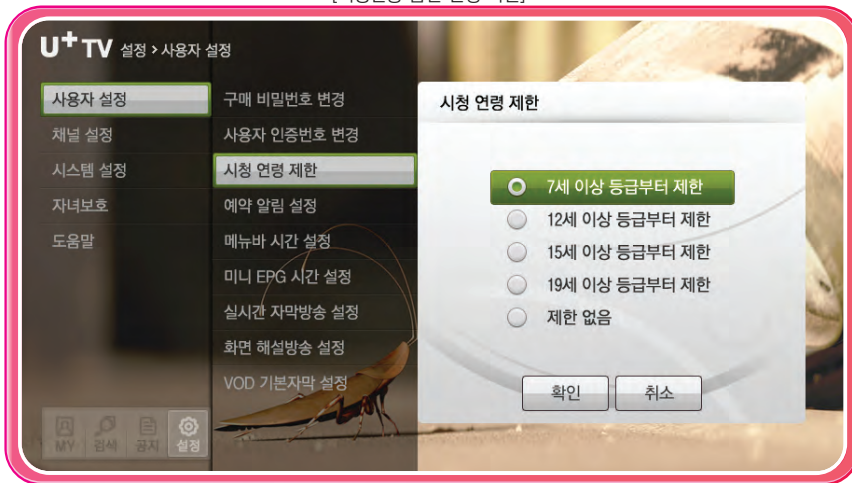 U+ TV 설정 > 사용자 설정
사용자 설정
채널 설정
시스템 설정
자녀보호
도움말
구매 비밀번호 변경
사용자 인증번호 변경
시청 연령 제한
예약 알림 설정
메뉴바 시간 설정
미니 EPG 시간 설정
실시간 자막방송 설정
화면 해설방송 설정
VOD 기본자막 설정
시청 연령 제한
7세 이상 등급부터 제한
12세 이상 등급부터 제한
15세 이상 등급부터 제한
19세 이상 등급부터 제한
제한 없음
확인 취소
MY 검색 공지 설정